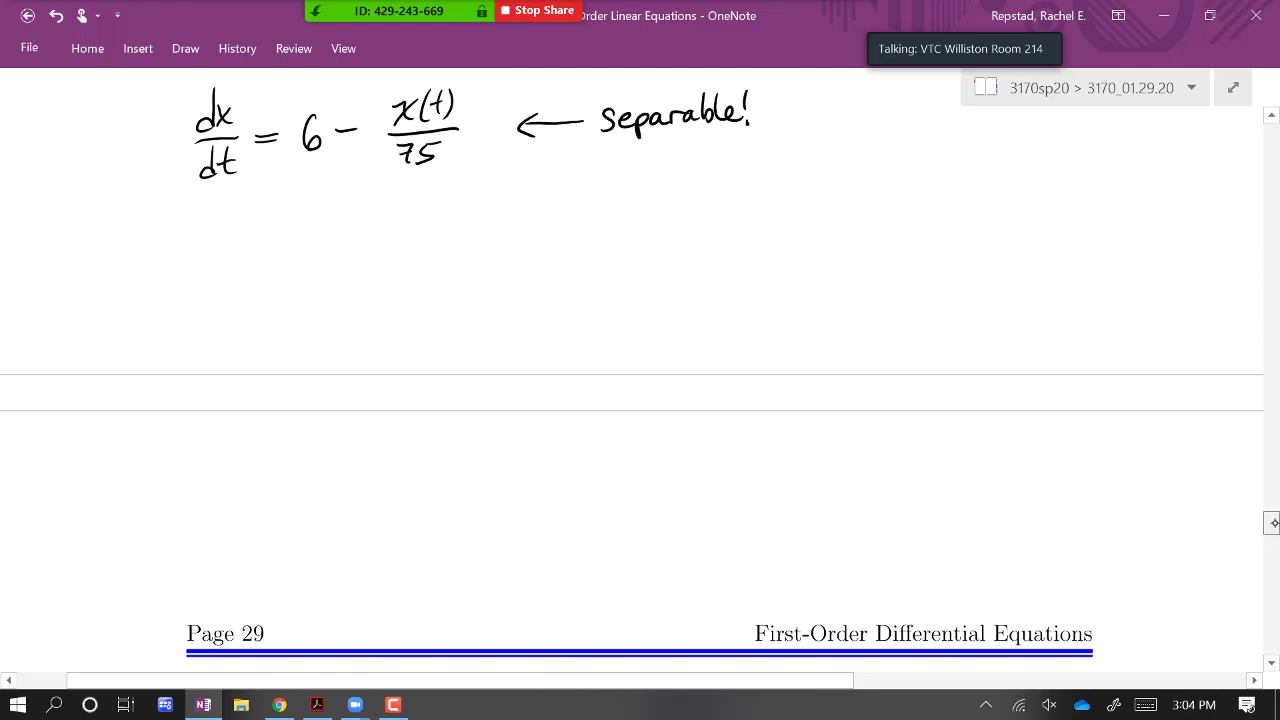 ID: 429-243-669 Stop Share Order Linear Equations - OneNote Repstad, Rachel E.
File Home Insert Draw History Review View
Talking: VTC Williston Room 214
3170sp20 > 3170_01.29.20
dx/dt = 6 - x(t)/75 ← separable!
Page 29 First-Order Differential Equations
3:04 PM